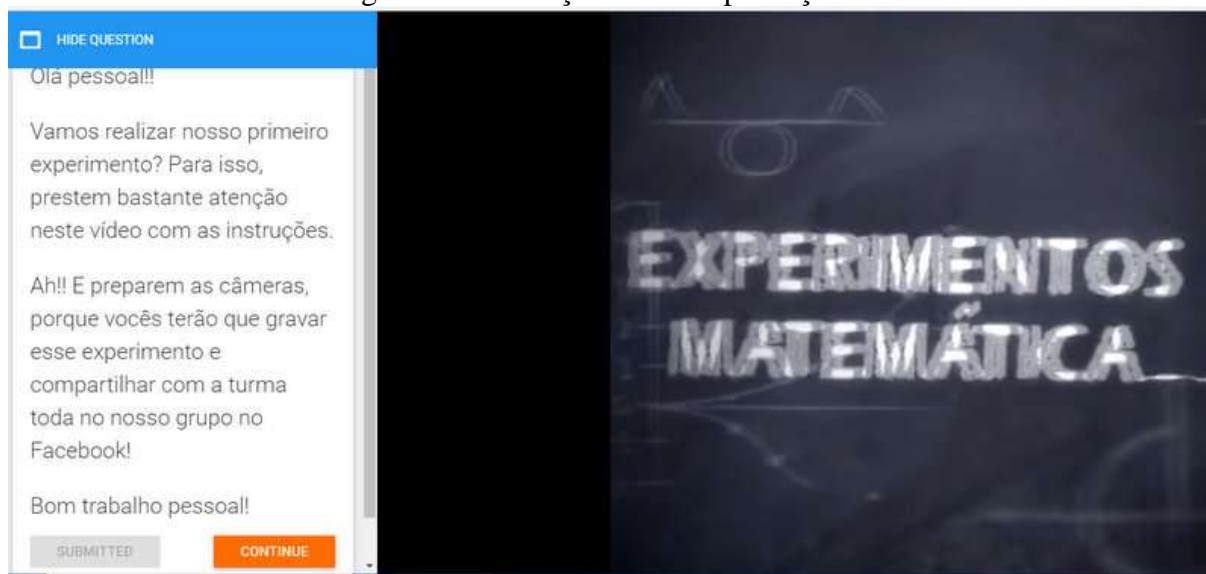 HIDE QUESTION
Olá pessoal!!
Vamos realizar nosso primeiro
experimento? Para isso,
prestem bastante atenção
neste vídeo com as instruções.
Ah!! E preparem as câmeras,
porque vocês terão que gravar
esse experimento e
compartilhar com a turma
toda no nosso grupo no
Facebook!
Bom trabalho pessoal!
SUBMITTED
CONTINUE
EXPERIMENTOS
MATEMÁTICA